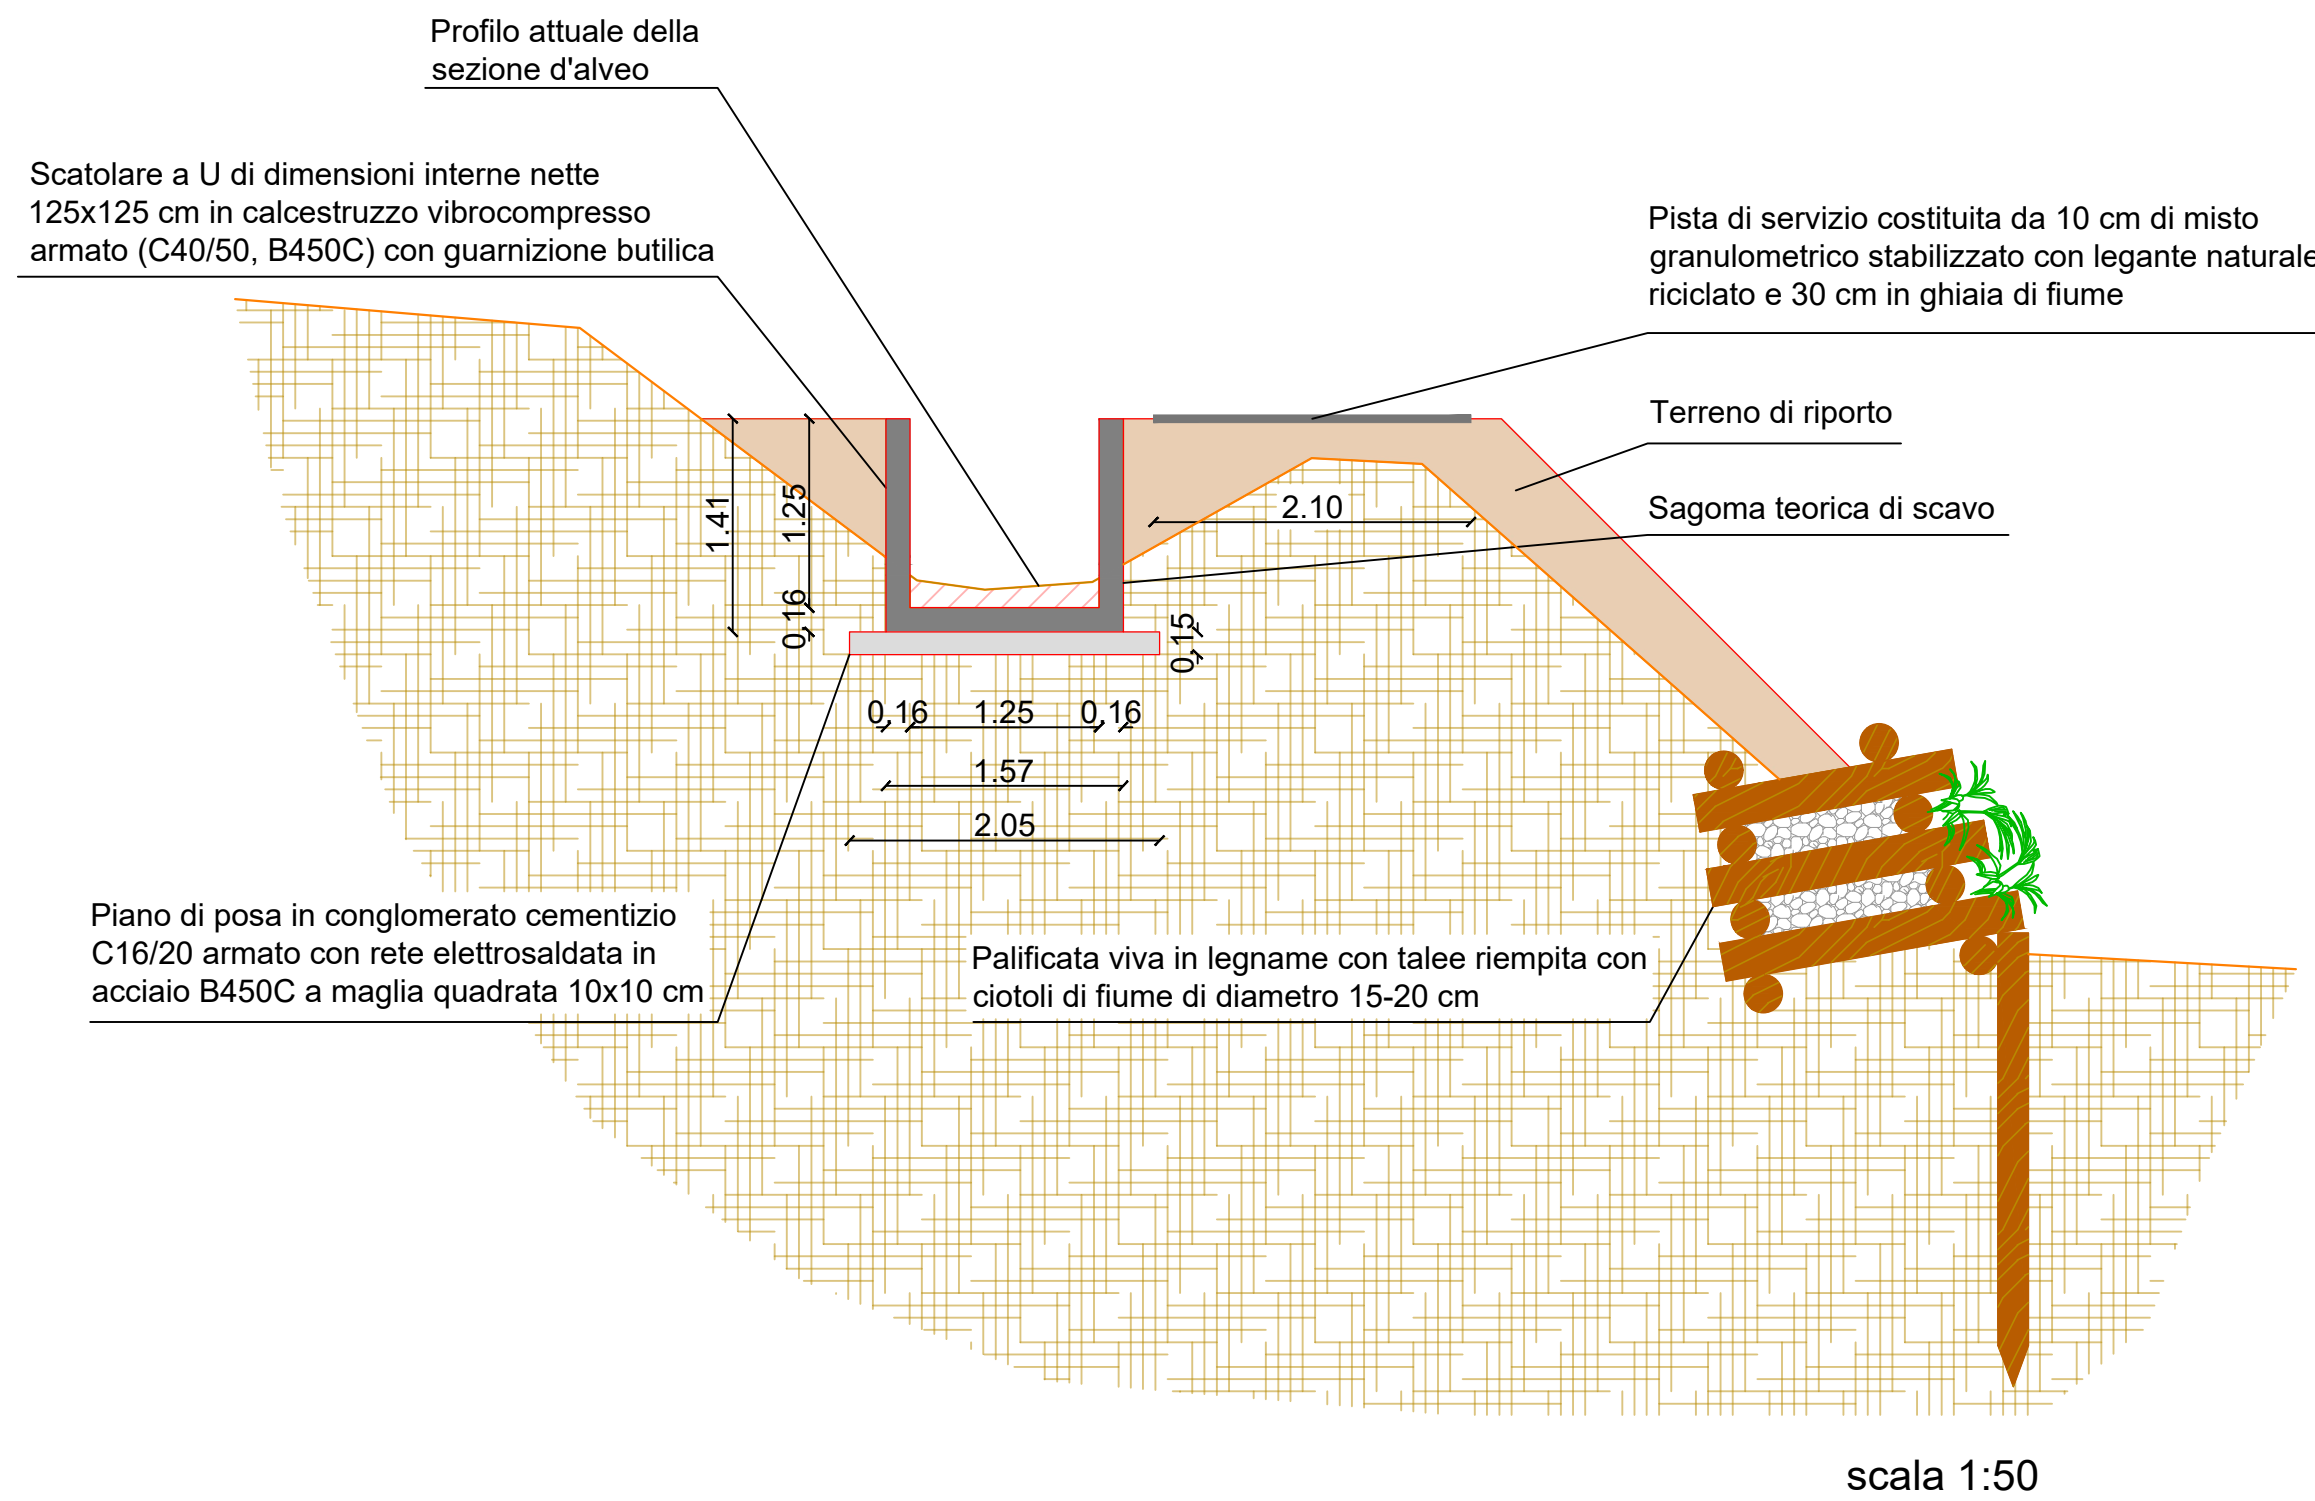 Profilo attuale della
sezione d'alveo
Scatolare a U di dimensioni interne nette
125x125 cm in calcestruzzo vibrocompresso
armato (C40/50, B450C) con guarnizione butilica
Pista di servizio costituita da 10 cm di misto
granulometrico stabilizzato con legante naturale
riciclato e 30 cm in ghiaia di fiume
Terreno di riporto
Sagoma teorica di scavo
2.10
1.41
1.25
0.16
0.15
0.16
1.25
0.16
1.57
2.05
Piano di posa in conglomerato cementizio
C16/20 armato con rete elettrosaldata in
acciaio B450C a maglia quadrata 10x10 cm
Palificata viva in legname con talee riempita con
ciotoli di fiume di diametro 15-20 cm
scala 1:50